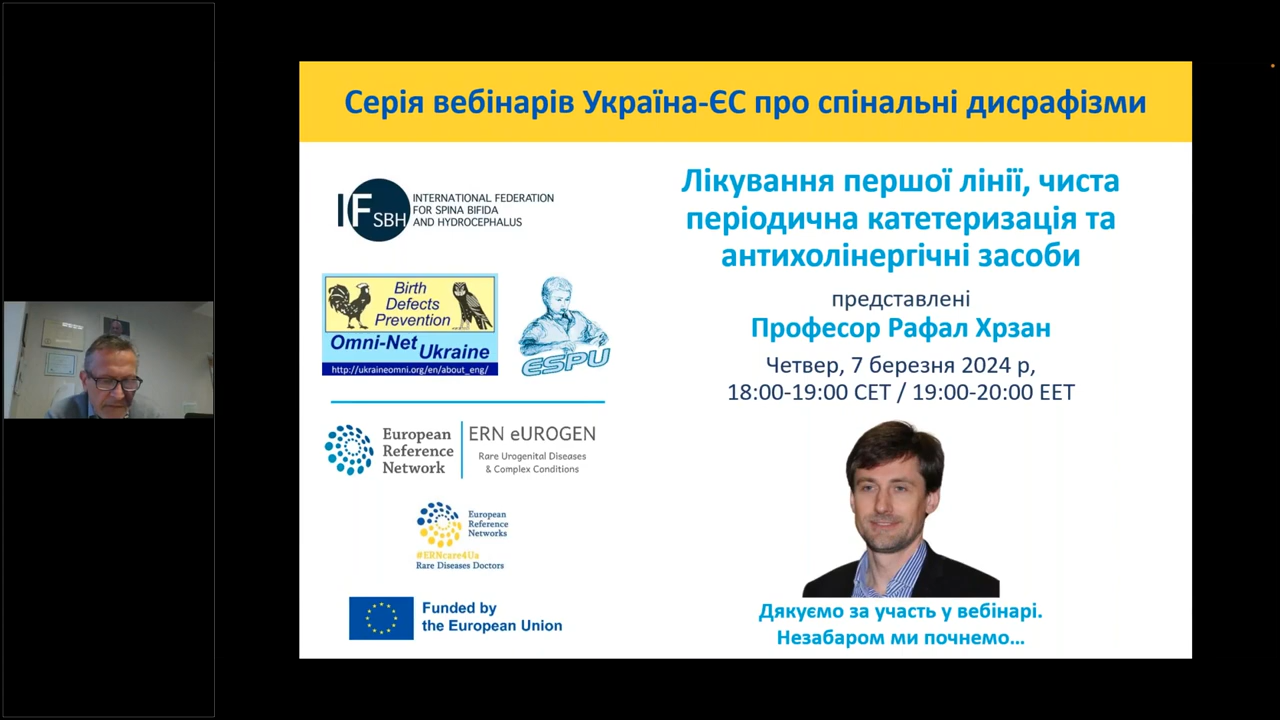 Серія вебінарів Україна-ЄС про спінальні дисрафізми
IFSBH
INTERNATIONAL FEDERATION
FOR SPINA BIFIDA
AND HYDROCEPHALUS
Birth
Defects
Prevention
Omni-Net
Ukraine
http://ukraineomni.org/en/about_eng/
ESPU
European
Reference
Network
ERN eUROGEN
Rare Urogenital Diseases
& Complex Conditions
European
Reference
Networks
#ERNcare4Ua
Rare Diseases Doctors
Funded by
the European Union
Лікування першої лінії, чиста
періодична катетеризація та
антихолінергічні засоби
представлені
Професор Рафал Хрзан
Четвер, 7 березня 2024 р,
18:00-19:00 CET / 19:00-20:00 EET
Дякуємо за участь у вебінарі.
Незабаром ми почнемо...